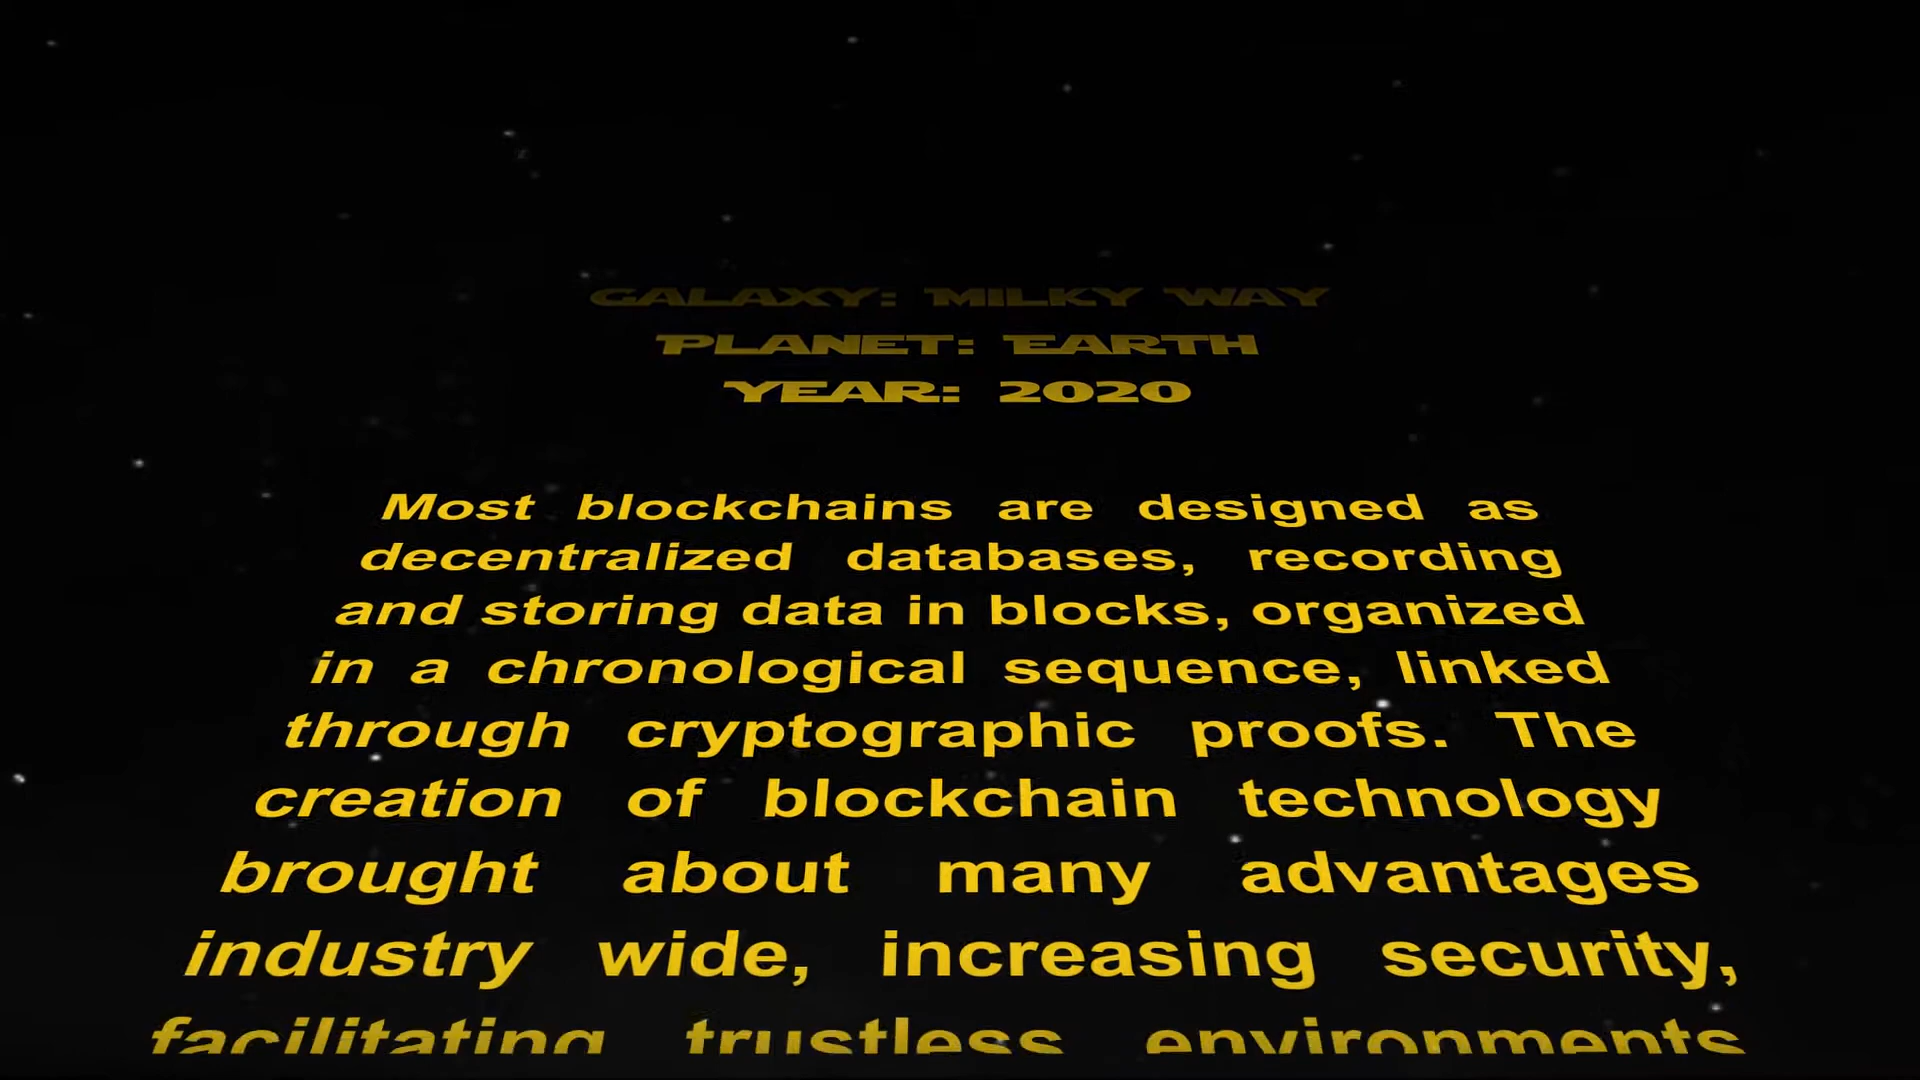 GALAXY: MILKY WAY
PLANET: EARTH
YEAR: 2020
Most blockchains are designed as
decentralized databases, recording
and storing data in blocks, organized
in a chronological sequence, linked
through cryptographic proofs. The
creation of blockchain technology
brought about many advantages
industry wide, increasing security,
facilitating trustless environments